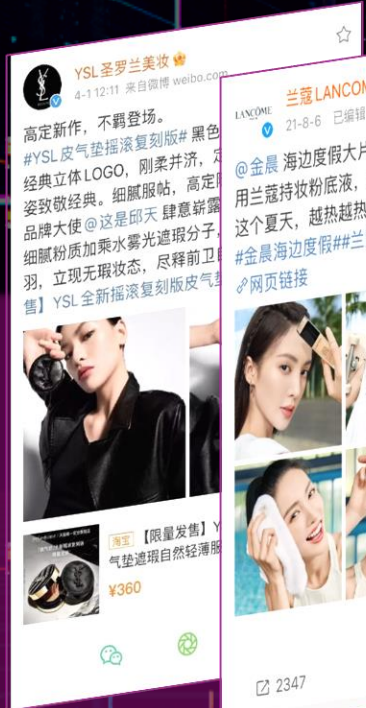 YSL圣罗兰美妆
4-1 12:11 来自微博 weibo.com
高定新作，不羁登场。
#YSL皮气垫摇滚复刻版# 黑色
经典立体LOGO，刚柔并济，定
姿致敬经典。细腻服帖，高定
品牌大使@这是邱天 肆意崭露
细腻粉质加乘水雾光遮瑕分子，
羽，立现无瑕妆态，尽释前卫
售】YSL全新摇滚复刻版皮气
淘宝 【限量发售】Y
气垫遮瑕自然轻薄服
¥360
LANCÔME
兰蔻LANCOM
21-8-6 已编辑
@金晨 海边度假大片
用兰蔻持妆粉底液，
这个夏天，越热越
#金晨海边度假##兰
网页链接
2347